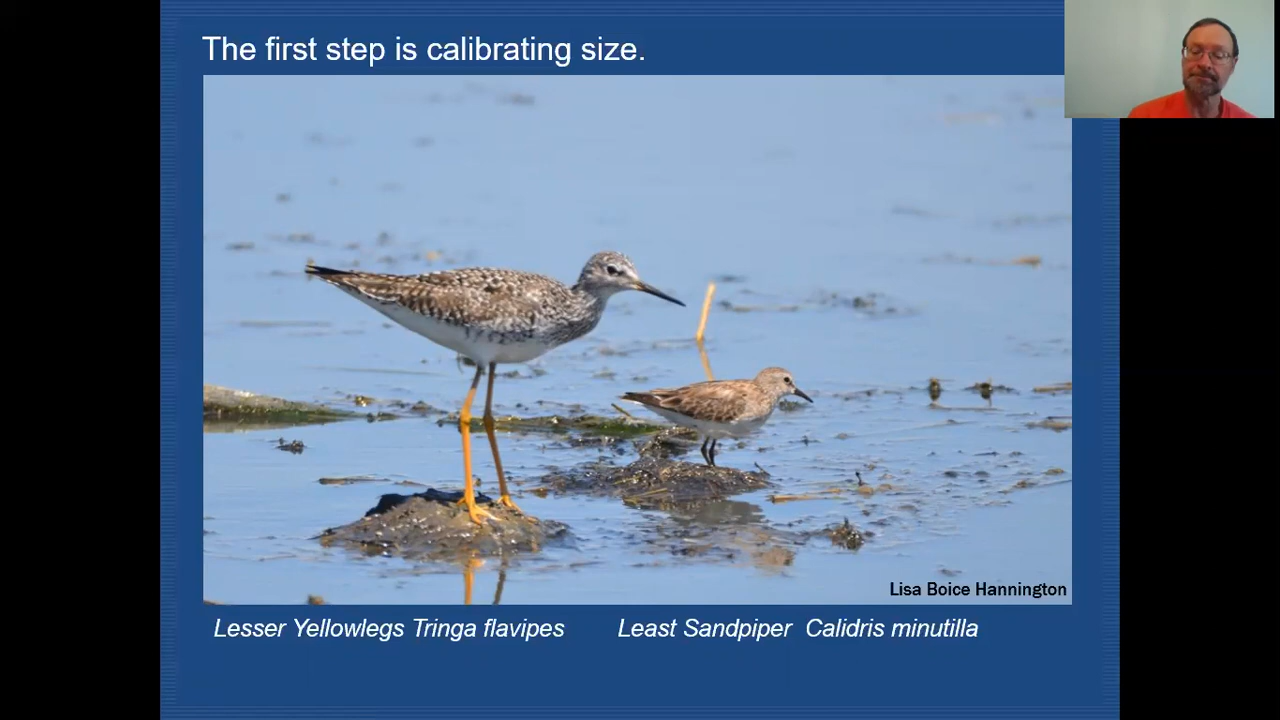 The first step is calibrating size.
Lisa Boice Hannington
Lesser Yellowlegs Tringa flavipes Least Sandpiper Calidris minutilla